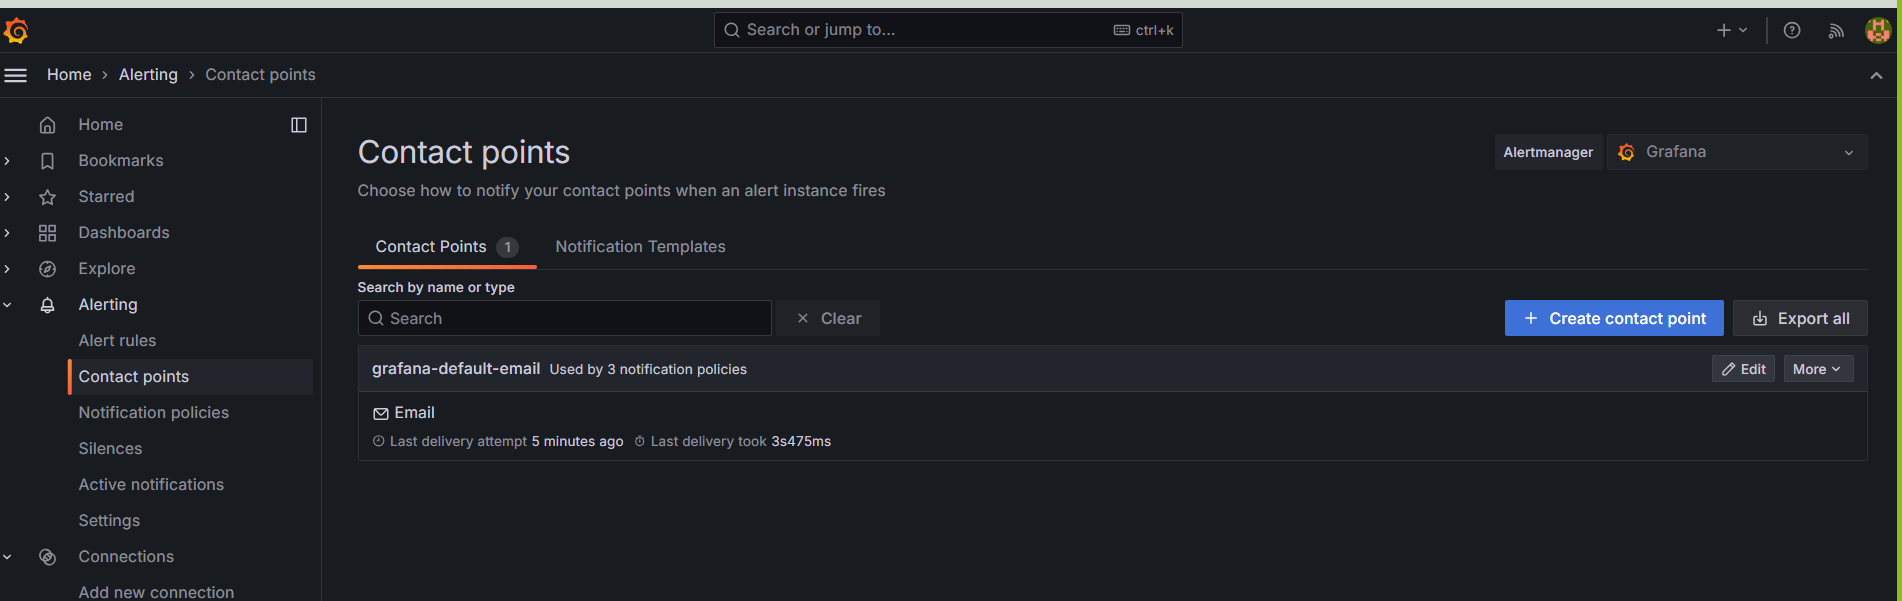 Search or jump to...
ctrl+k
Home > Alerting > Contact points
Home
Bookmarks
Starred
Dashboards
Explore
Alerting
Alert rules
Contact points
Notification policies
Silences
Active notifications
Settings
Connections
Add new connection
Contact points
Choose how to notify your contact points when an alert instance fires
Alertmanager Grafana
Contact Points 1 Notification Templates
Search by name or type
Search Clear
Create contact point Export all
grafana-default-email Used by 3 notification policies
Edit More
Email
Last delivery attempt 5 minutes ago Last delivery took 3s475ms